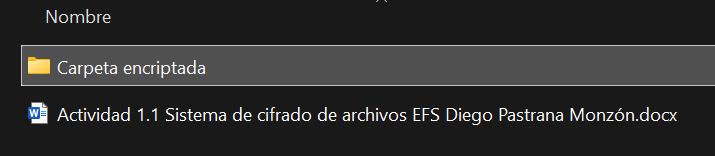 Nombre
Carpeta encriptada
Actividad 1.1 Sistema de cifrado de archivos EFS Diego Pastrana Monzón.docx